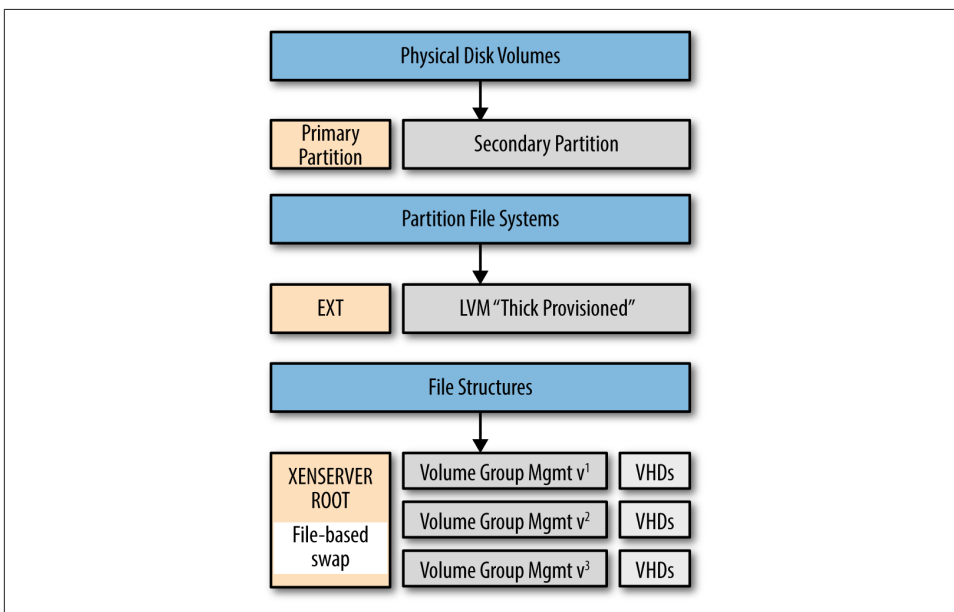 Physical Disk Volumes
Primary
Partition
Secondary Partition
Partition File Systems
EXT
LVM “Thick Provisioned”
File Structures
XENSERVER
ROOT
File-based
swap
Volume Group Mgmt v¹
VHDs
Volume Group Mgmt v²
VHDs
Volume Group Mgmt v³
VHDs